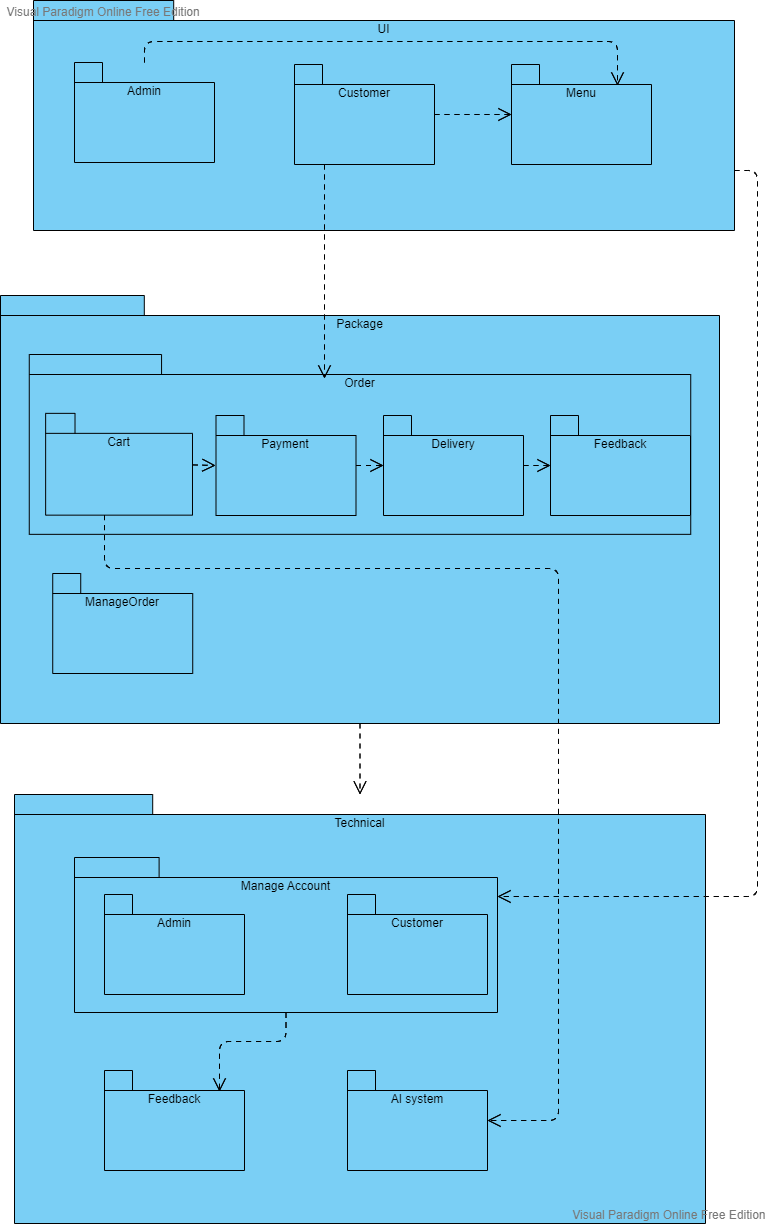 Visual Paradigm Online Free Edition
UI
Admin
Customer
Menu
Package
Order
Cart
Payment
Delivery
Feedback
ManageOrder
Technical
Manage Account
Admin
Customer
Feedback
AI system
Visual Paradigm Online Free Edition